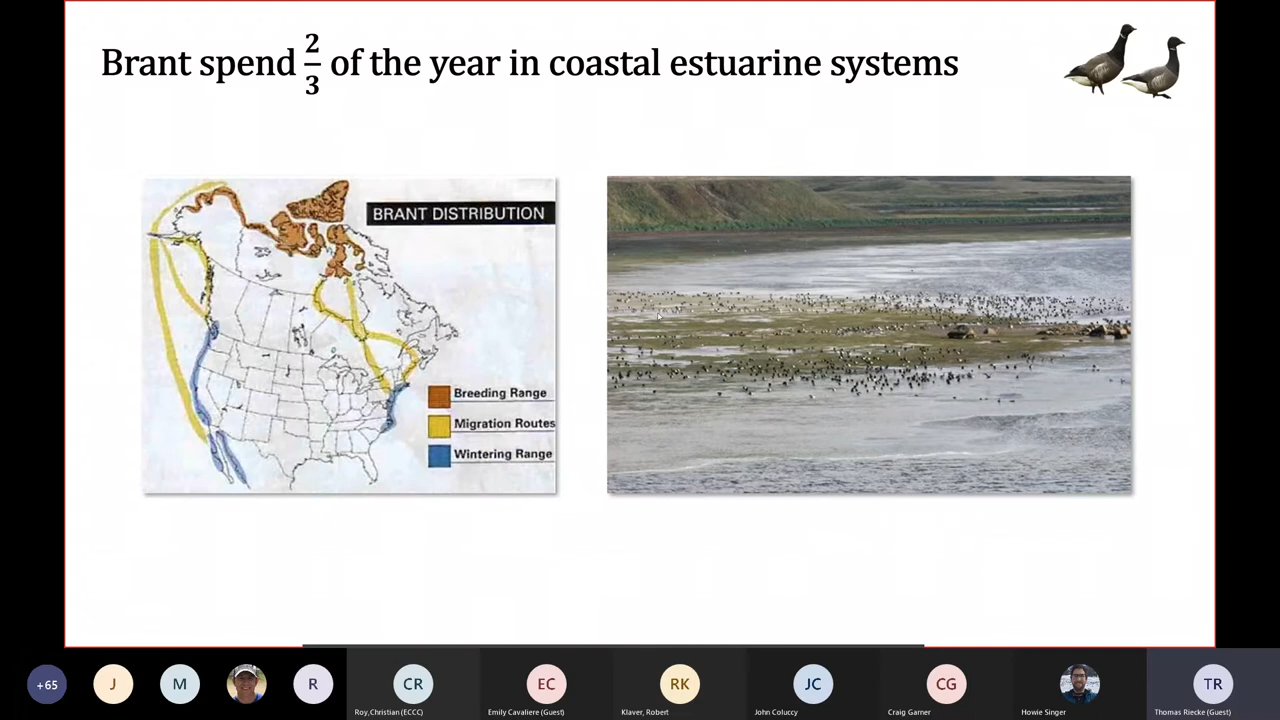 Brant spend 2/3 of the year in coastal estuarine systems
BRANT DISTRIBUTION
Breeding Range
Migration Routes
Wintering Range
+65
J
M
R
CR
EC
RK
JC
CG
TR
Roy,Christian (ECCC)
Emily Cavaliere (Guest)
Klaver, Robert
John Coluccy
Craig Garner
Howie Singer
Thomas Riecke (Guest)